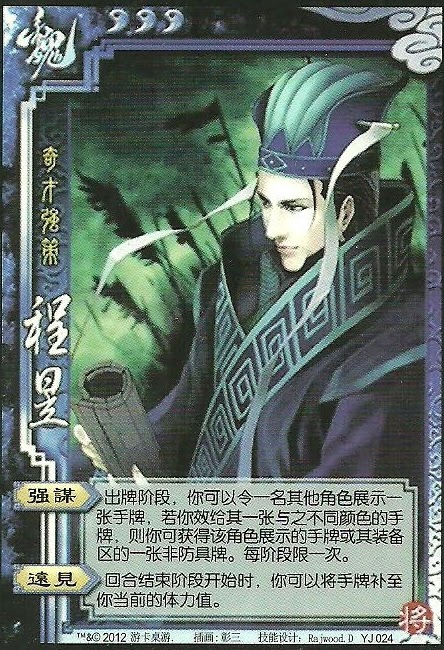 魏
奇才强策
程昱
强謀
出牌阶段，你可以令一名其他角色展示一
张手牌，若你效给其一张与之不同颜色的手
牌，则你可获得该角色展示的手牌或其装备
区的一张非防具牌。每阶段限一次。
遠見
回合结束阶段开始时，你可以将手牌补至
你当前的体力值。
将
™&© 2012 游卡桌游. 插画: 彰三 技能设计: Rajwood.D YJ 024